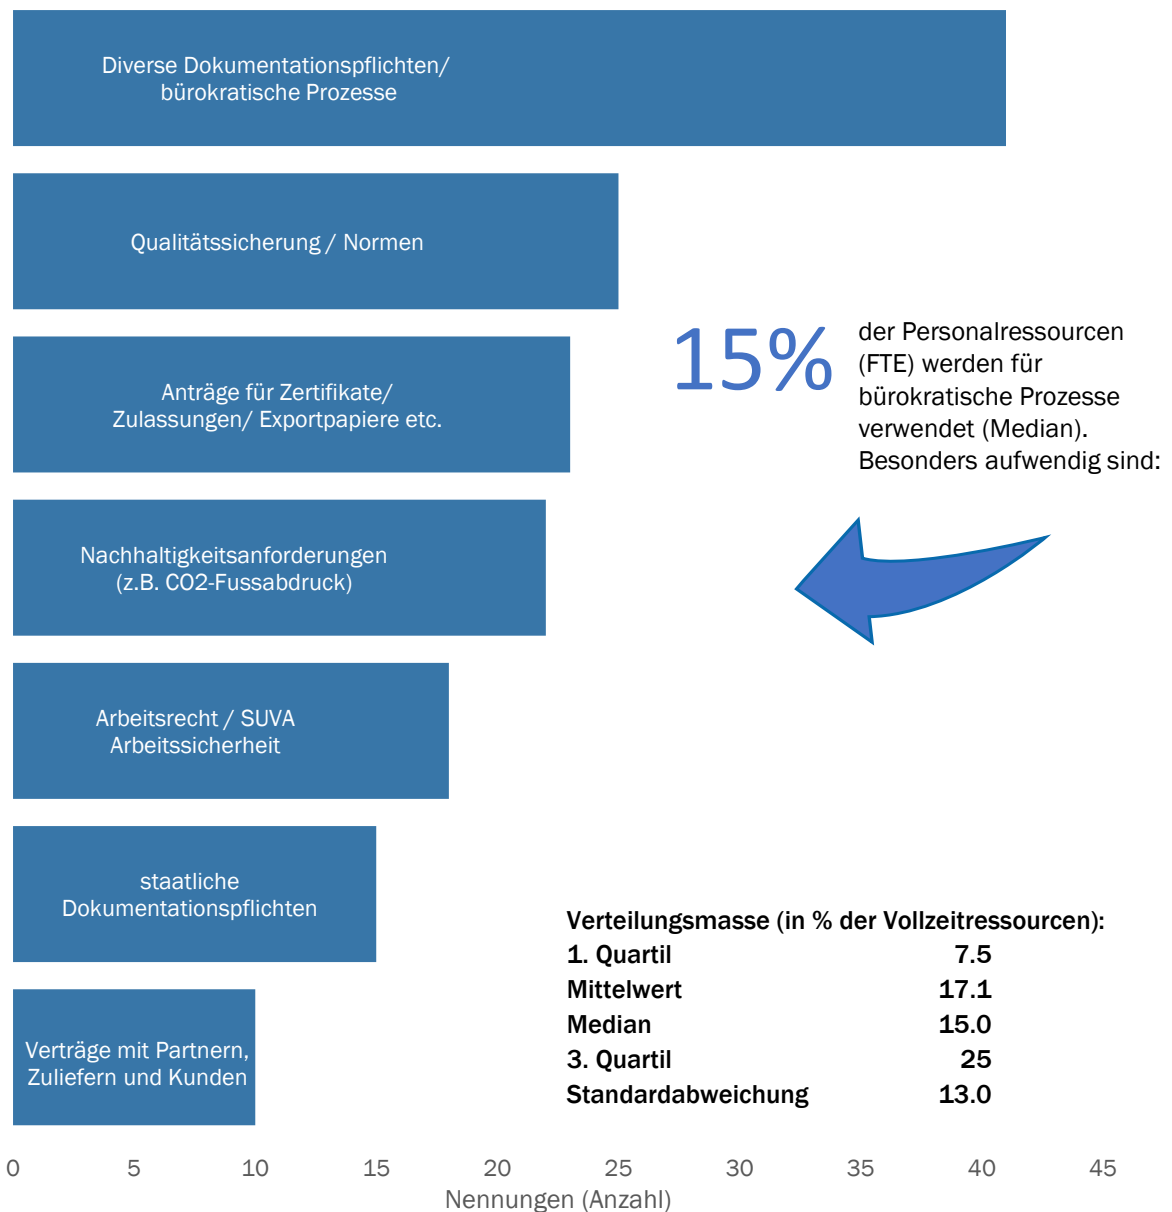 Diverse Dokumentationspflichten/
bürokratische Prozesse
Qualitätssicherung / Normen
Anträge für Zertifikate/
Zulassungen/ Exportpapiere etc.
Nachhaltigkeitsanforderungen
(z.B. CO2-Fussabdruck)
Arbeitsrecht / SUVA
Arbeitssicherheit
staatliche
Dokumentationspflichten
Verträge mit Partnern,
Zuliefern und Kunden
15%
der Personalressourcen
(FTE) werden für
bürokratische Prozesse
verwendet (Median).
Besonders aufwendig sind:
Verteilungsmasse (in % der Vollzeitressourcen):
1. Quartil 7.5
Mittelwert 17.1
Median 15.0
3. Quartil 25
Standardabweichung 13.0
0 5 10 15 20 25 30 35 40 45
Nennungen (Anzahl)